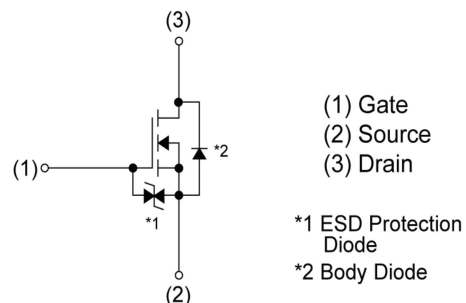 (3)
(1)
*2
*1
(2)
(1) Gate
(2) Source
(3) Drain
*1 ESD Protection
Diode
*2 Body Diode